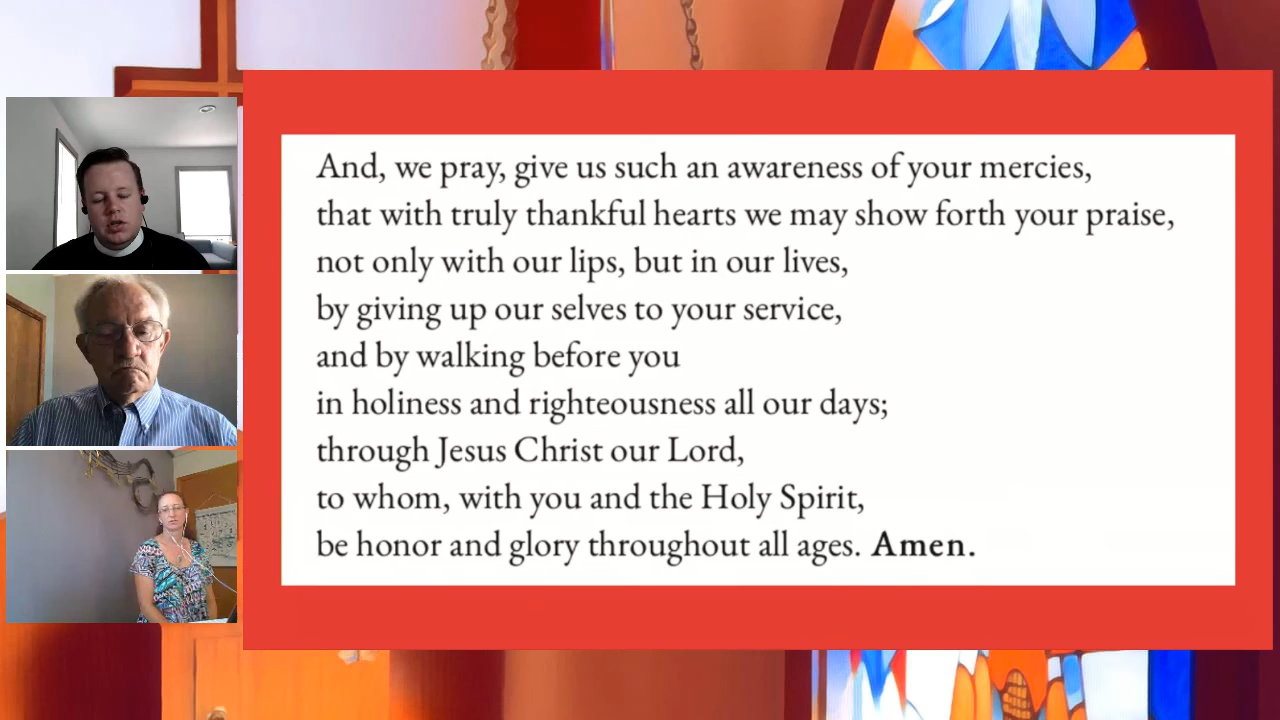 And, we pray, give us such an awareness of your mercies,
that with truly thankful hearts we may show forth your praise,
not only with our lips, but in our lives,
by giving up our selves to your service,
and by walking before you
in holiness and righteousness all our days;
through Jesus Christ our Lord,
to whom, with you and the Holy Spirit,
be honor and glory throughout all ages. Amen.